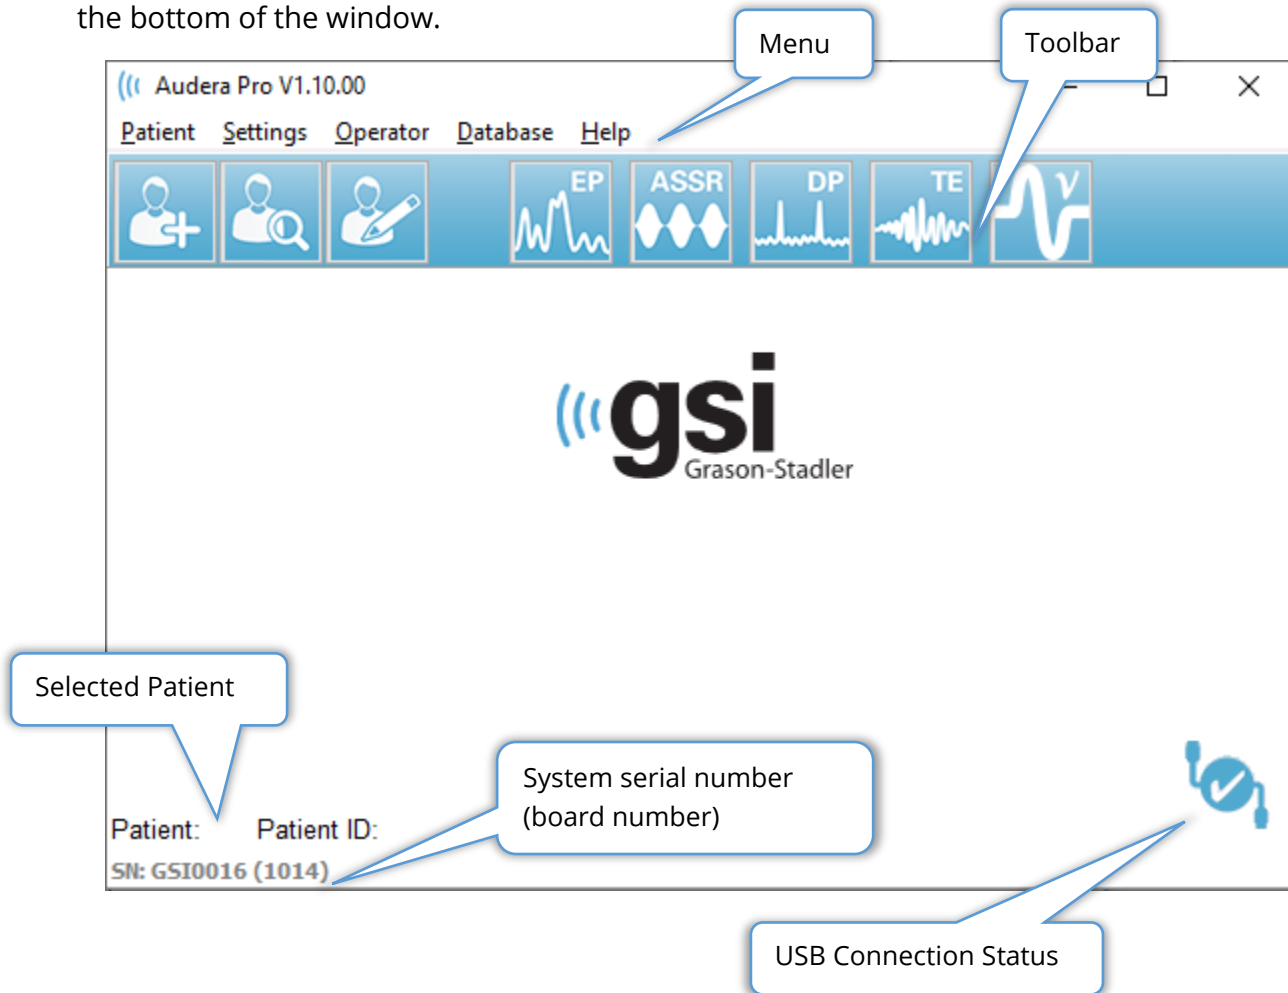 the bottom of the window.
Menu
Toolbar
Audera Pro V1.10.00
Patient Settings Operator Database Help
EP ASSR DP TE V
gsi
Grason-Stadler
Selected Patient
System serial number
(board number)
Patient: Patient ID:
SN: GSI0016 (1014)
USB Connection Status